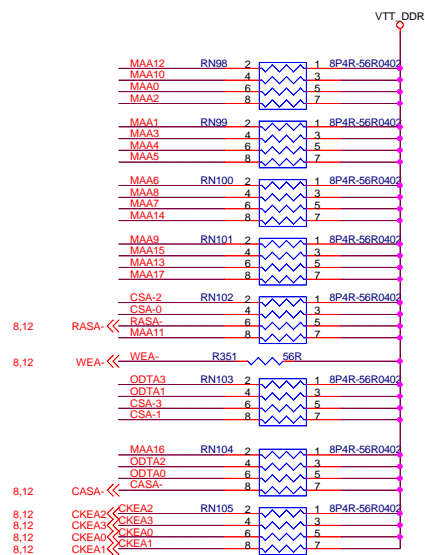 VTT_DDR
MAA12 RN98 2 1 8P4R-56R0402
MAA10 4 3
MAA0 6 5
MAA2 8 7
MAA1 RN99 2 1 8P4R-56R0402
MAA3 4 3
MAA4 6 5
MAA5 8 7
MAA6 RN100 2 1 8P4R-56R0402
MAA8 4 3
MAA7 6 5
MAA14 8 7
MAA9 RN101 2 1 8P4R-56R0402
MAA15 4 3
MAA13 6 5
MAA17 8 7
CSA-2 RN102 2 1 8P4R-56R0402
CSA-0 4 3
8,12 RASA- RASA- 6 5
MAA11 8 7
8,12 WEA- WEA- R351 56R
ODTA3 RN103 2 1 8P4R-56R0402
ODTA1 4 3
CSA-3 6 5
CSA-1 8 7
MAA16 RN104 2 1 8P4R-56R0402
ODTA2 4 3
ODTA0 6 5
8,12 CASA- CASA- 8 7
8,12 CKEA2 CKEA2 RN105 2 1 8P4R-56R0402
8,12 CKEA3 CKEA3 4 3
8,12 CKEA0 CKEA0 6 5
8,12 CKEA1 CKEA1 8 7